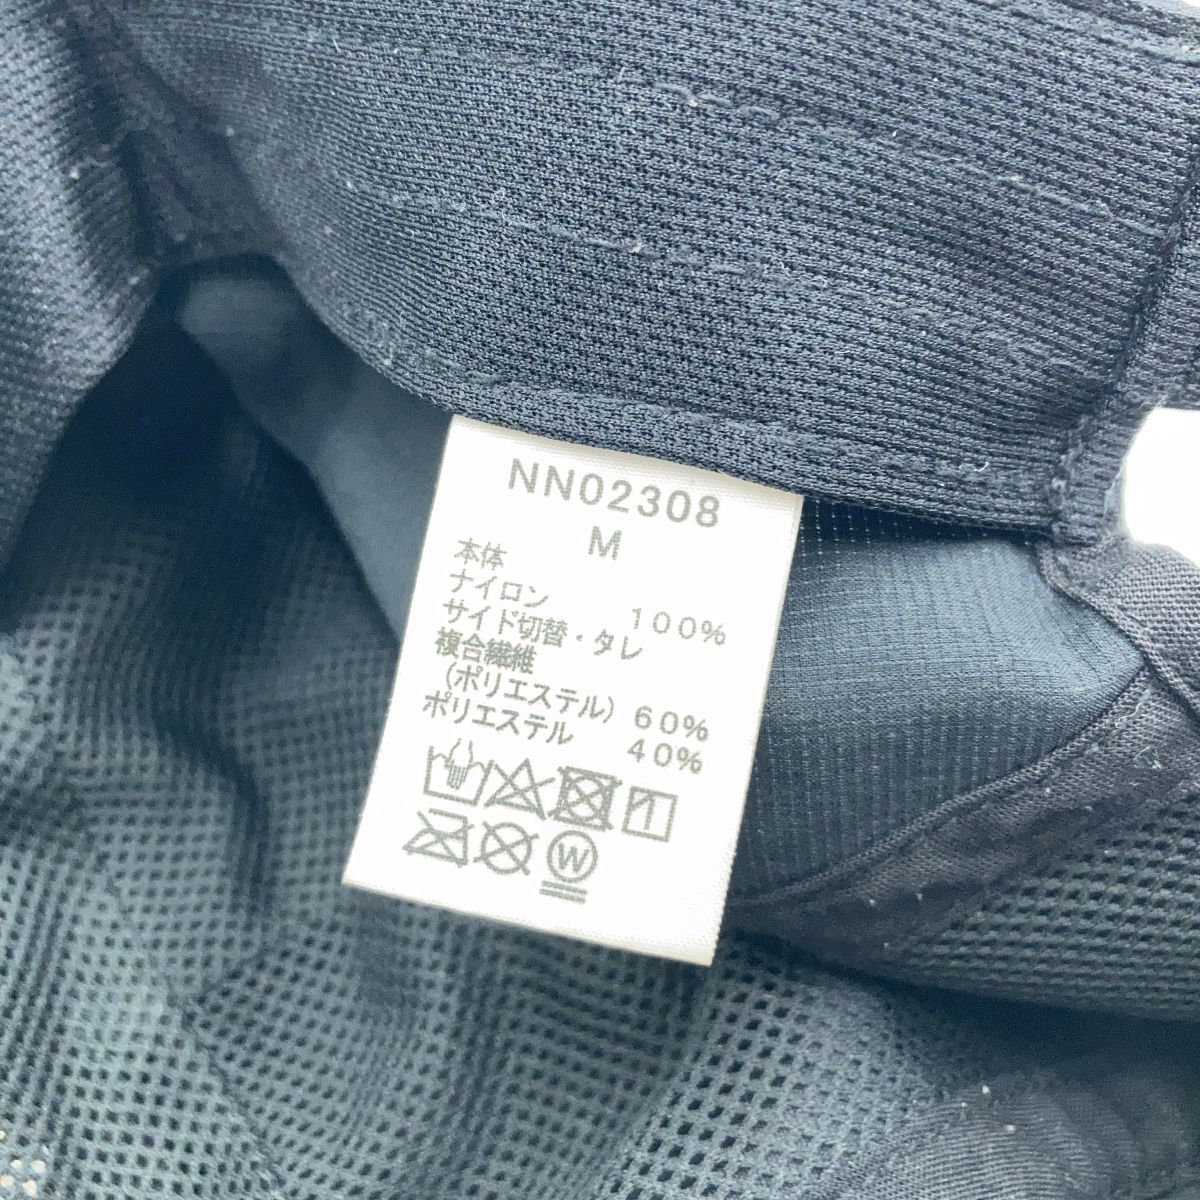 NN02308
M
本体
ナイロン 100%
サイド切替・タレ
複合繊維
(ポリエステル) 60%
ポリエステル 40%
W